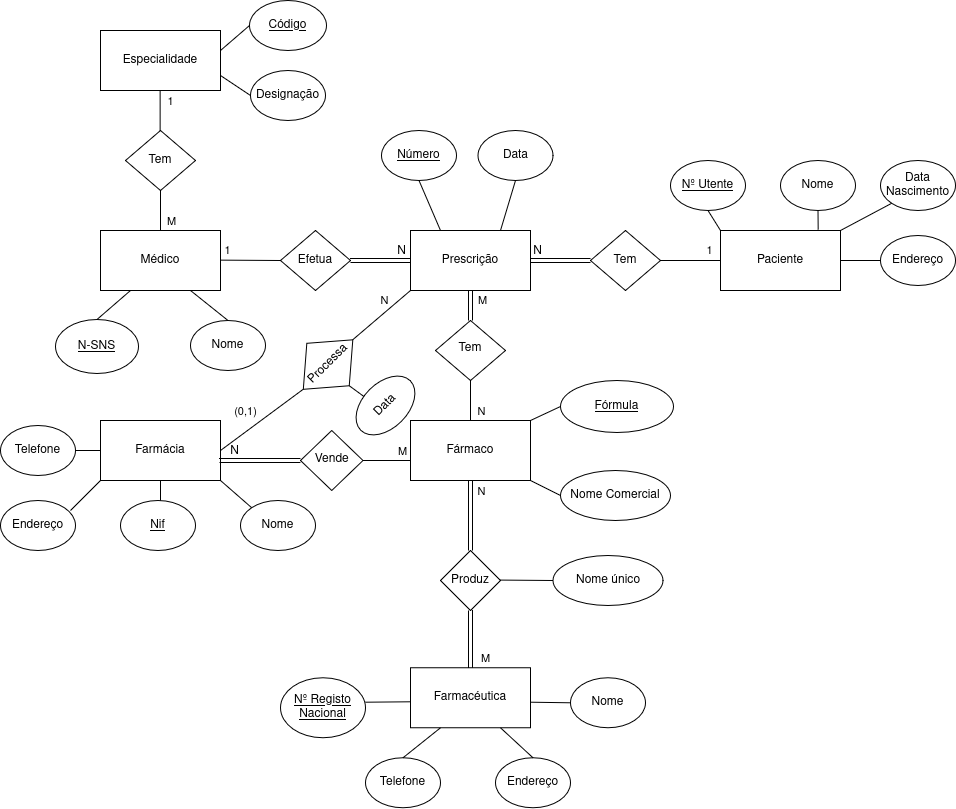 Código
Especialidade
Designação
1
Tem
M
Número
Data
Nº Utente
Nome
Data
Nascimento
Médico
1
Efetua
N
Prescrição
N
Tem
1
Paciente
Endereço
N
M
N-SNS
Nome
Processa
Tem
Data
(0,1)
N
Fórmula
Telefone
Farmácia
N
Vende
M
Fármaco
N
Nome Comercial
Endereço
Nif
Nome
Produz
Nome único
M
Nº Registo
Nacional
Farmacéutica
Nome
Telefone
Endereço